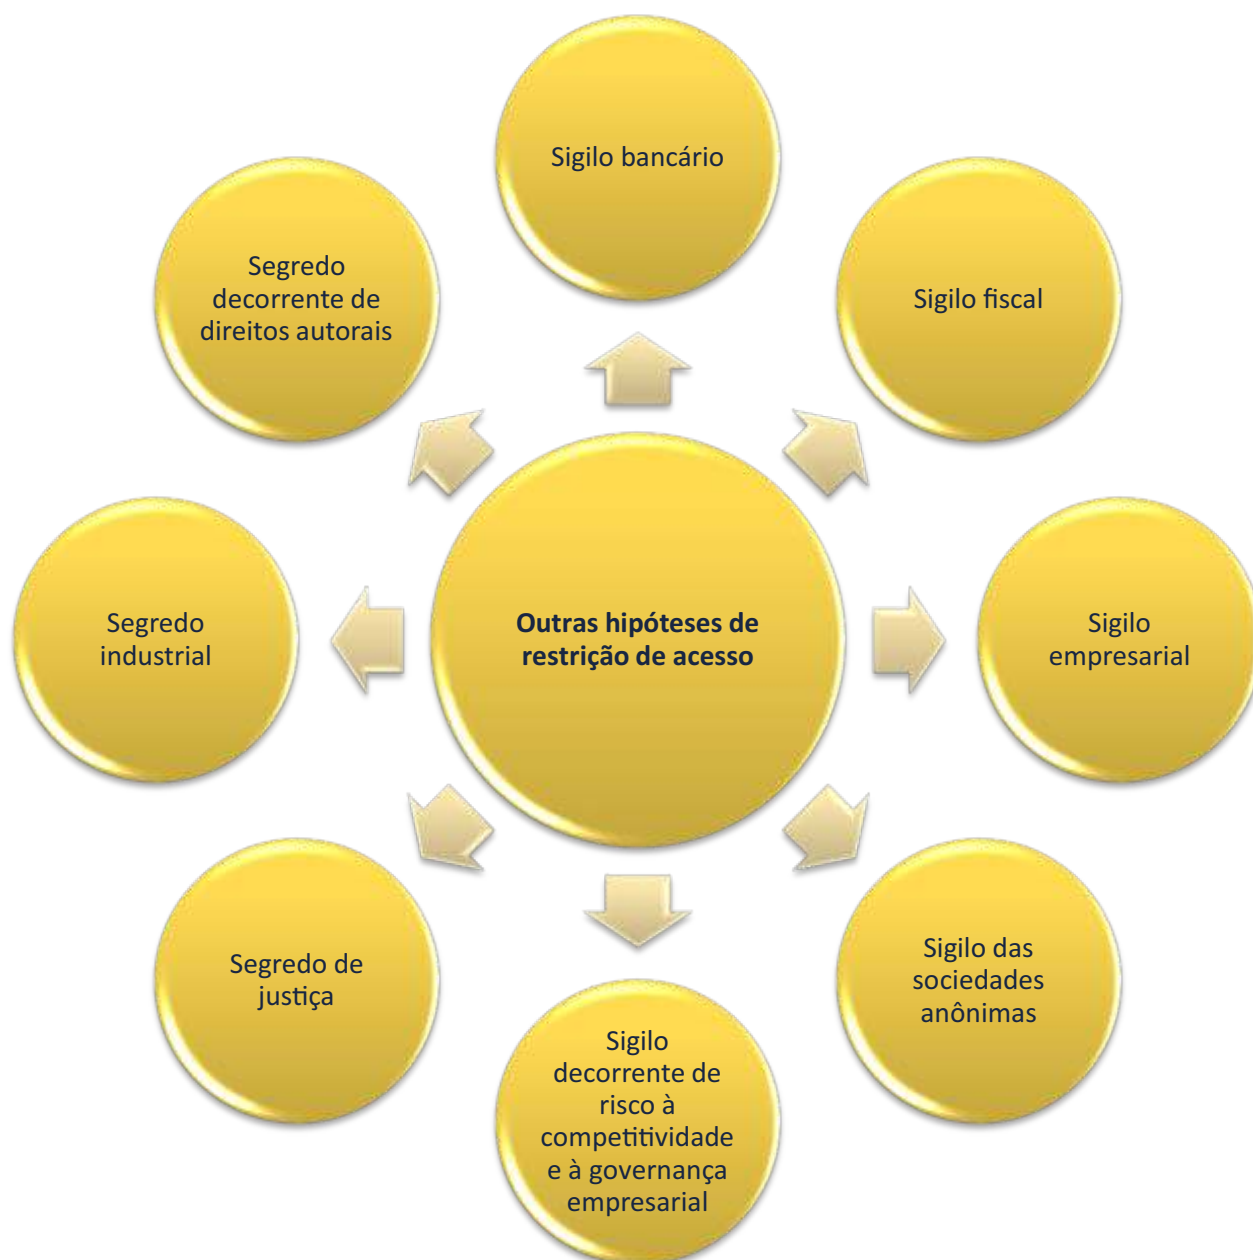 Sigilo bancário
Segredo
decorrente de
direitos autorais
Sigilo fiscal
Segredo
industrial
Outras hipóteses de
restrição de acesso
Sigilo
empresarial
Segredo de
justiça
Sigilo das
sociedades
anônimas
Sigilo
decorrente de
risco à
competitividade
e à governança
empresarial